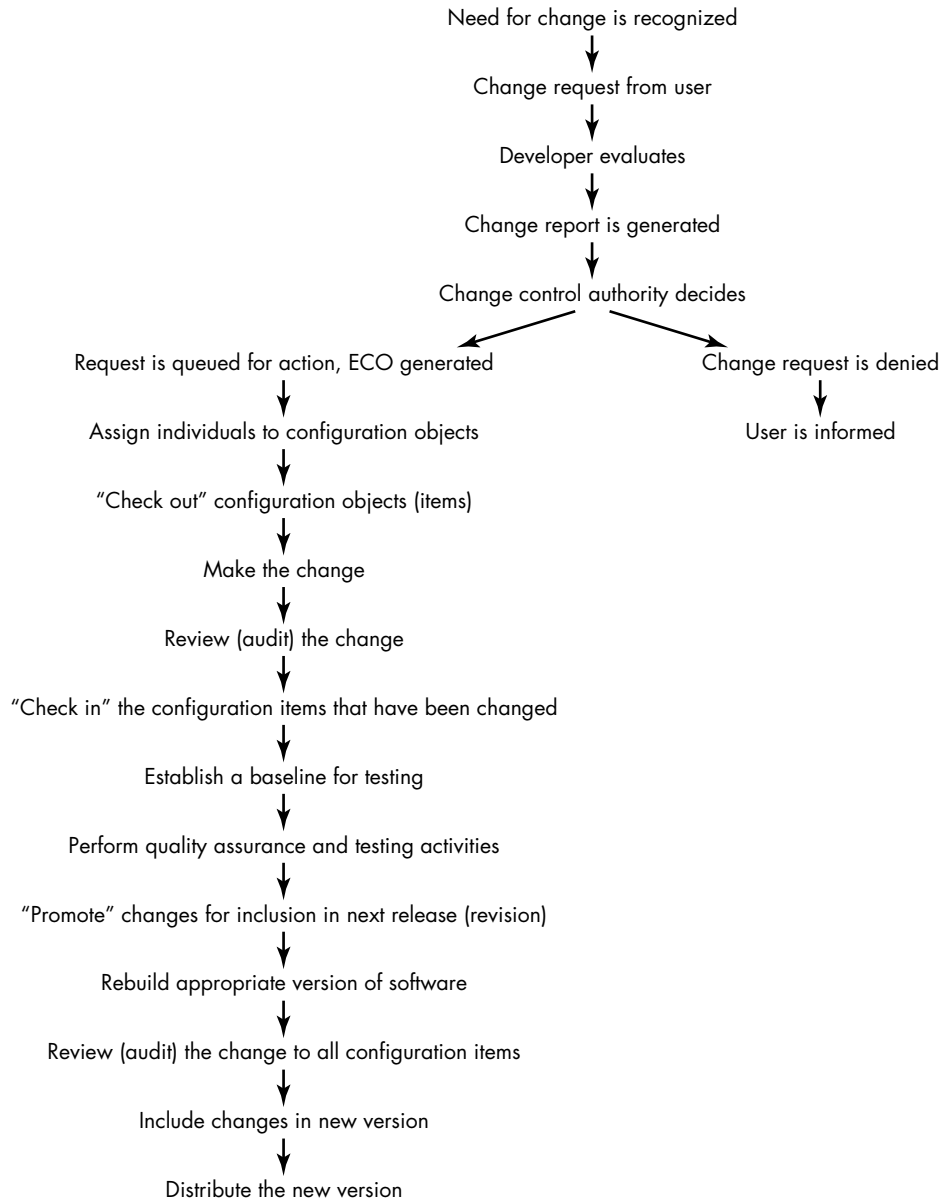 Need for change is recognized
Change request from user
Developer evaluates
Change report is generated
Change control authority decides
Request is queued for action, ECO generated
Change request is denied
Assign individuals to configuration objects
User is informed
“Check out” configuration objects (items)
Make the change
Review (audit) the change
“Check in” the configuration items that have been changed
Establish a baseline for testing
Perform quality assurance and testing activities
“Promote” changes for inclusion in next release (revision)
Rebuild appropriate version of software
Review (audit) the change to all configuration items
Include changes in new version
Distribute the new version